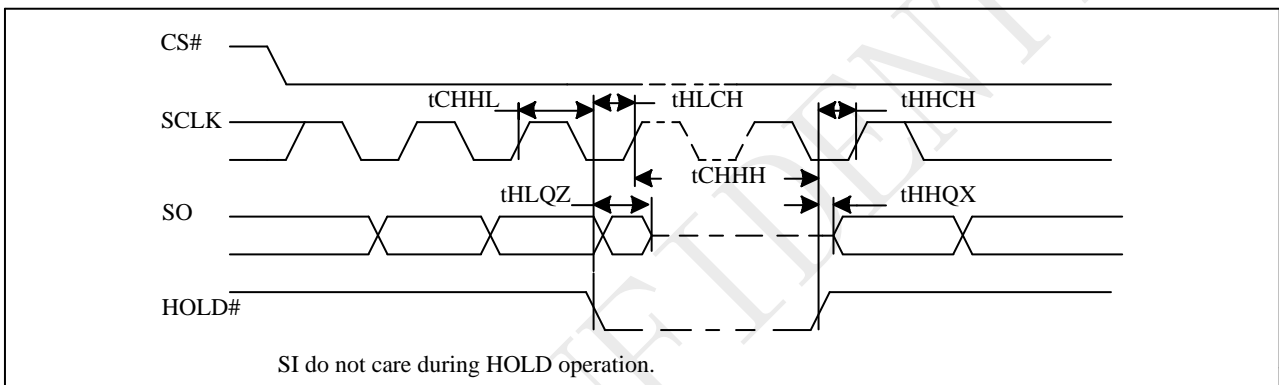 CS#
tCHHL
tHLCH
tHHCH
SCLK
tCHHH
tHLQZ
tHHQX
SO
HOLD#
SI do not care during HOLD operation.